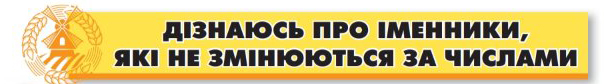 ДІЗНАЮСЬ ПРО ІМЕННИКИ,
ЯКІ НЕ ЗМІНЮЮТЬСЯ ЗА ЧИСЛАМИ